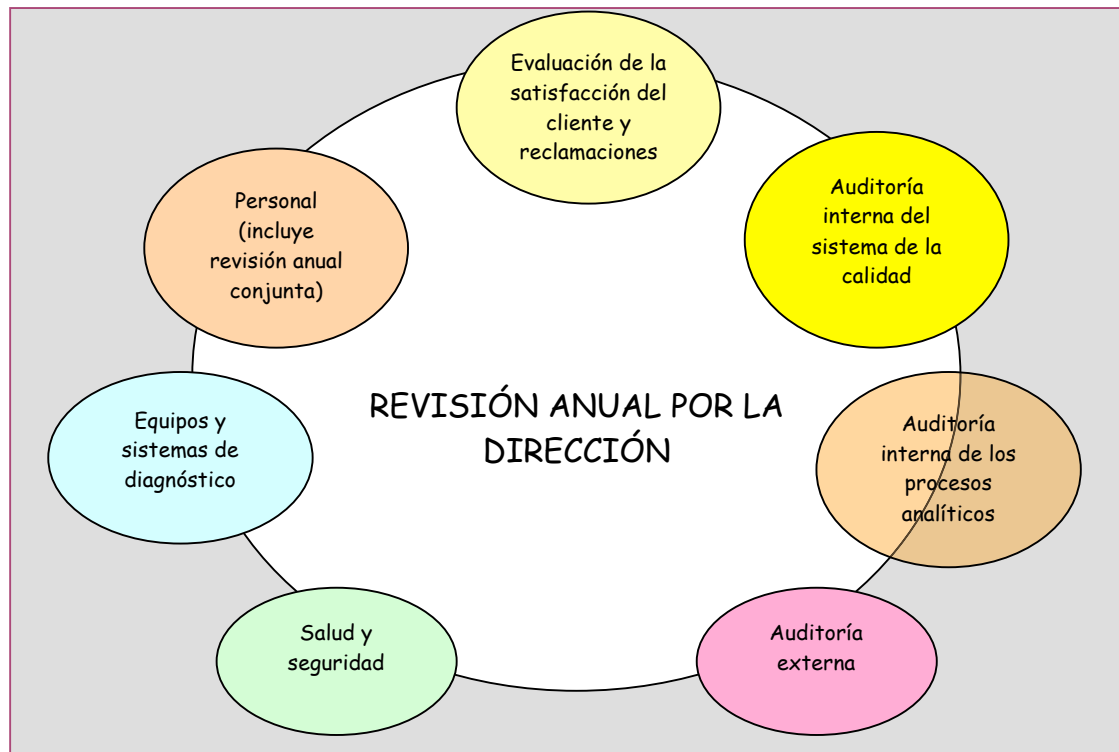 Evaluación de la
satisfacción del
cliente y
reclamaciones
Auditoría
interna del
sistema de la
calidad
Personal
(incluye
revisión anual
conjunta)
REVISIÓN ANUAL POR LA
DIRECCIÓN
Equipos y
sistemas de
diagnóstico
Auditoría
interna de los
procesos
analíticos
Salud y
seguridad
Auditoría
externa